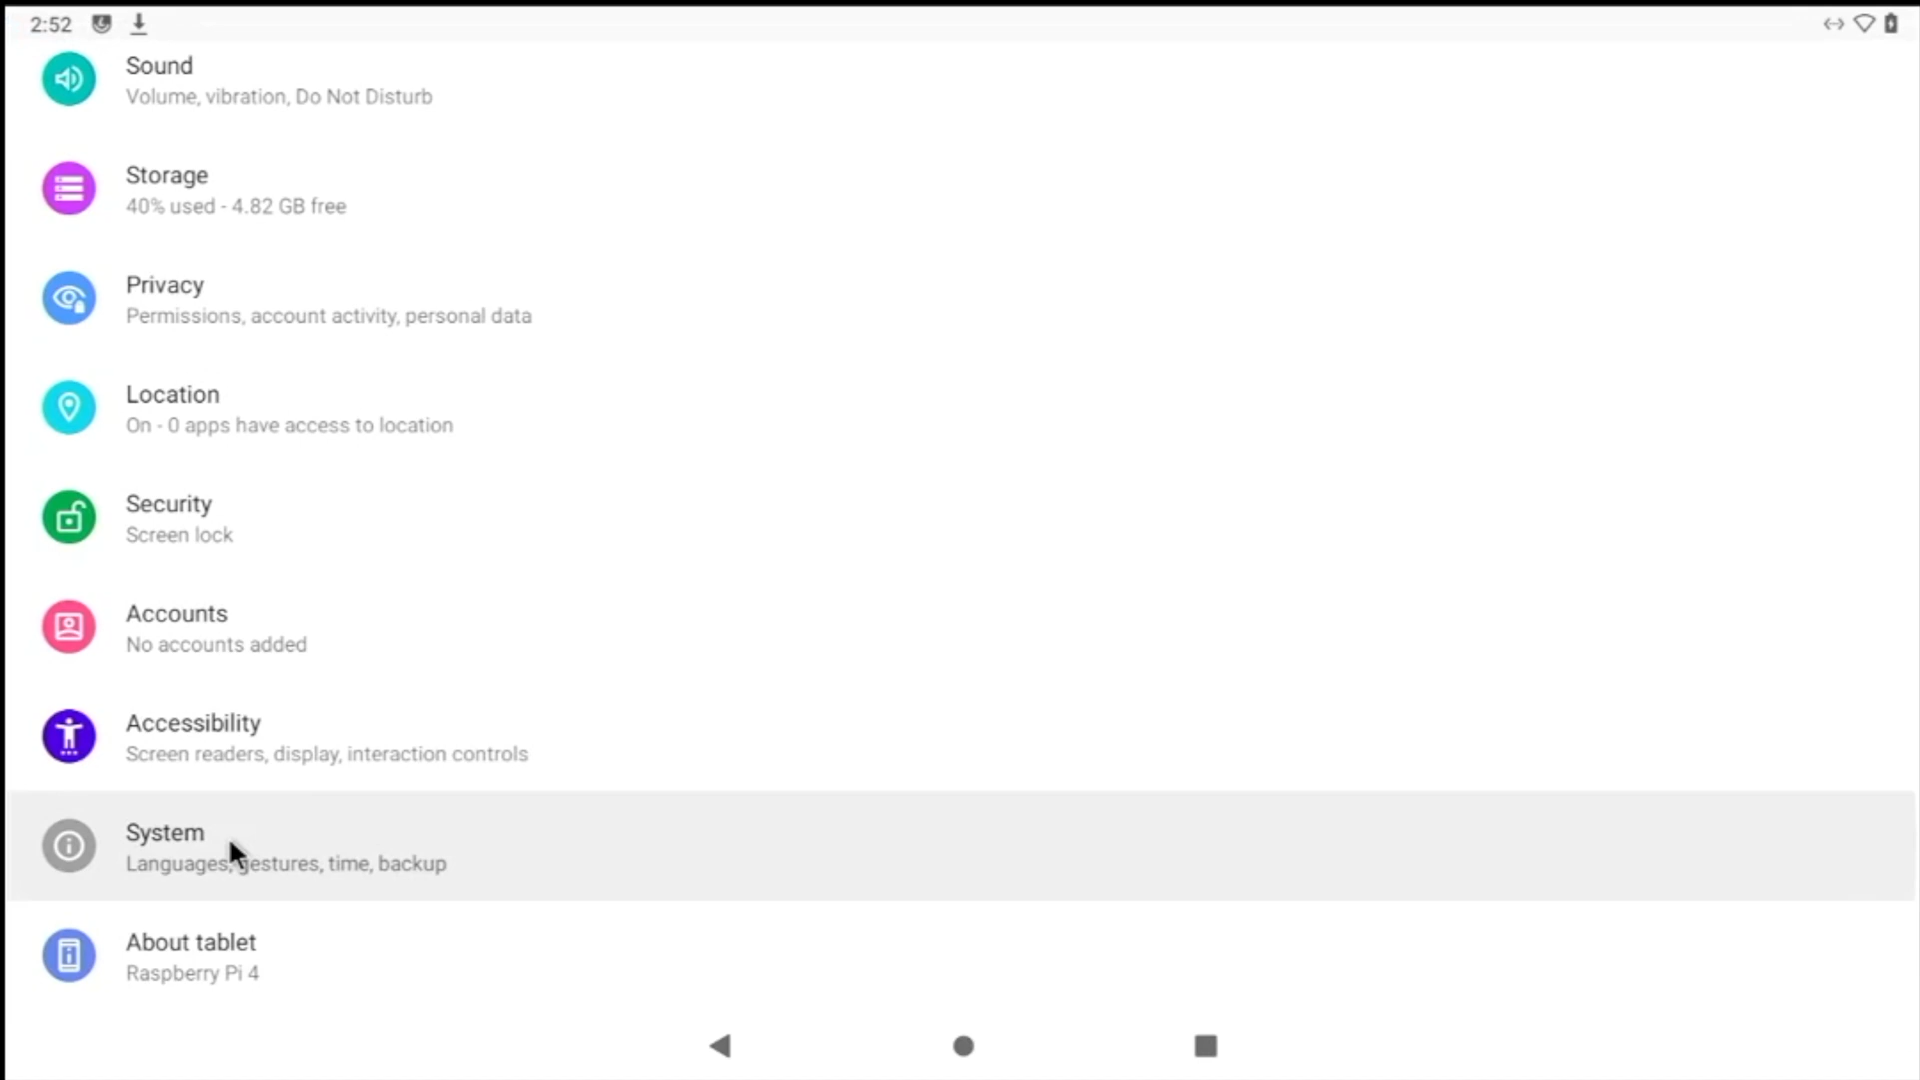 2:52
Sound
Volume, vibration, Do Not Disturb
Storage
40% used - 4.82 GB free
Privacy
Permissions, account activity, personal data
Location
On - 0 apps have access to location
Security
Screen lock
Accounts
No accounts added
Accessibility
Screen readers, display, interaction controls
System
Languages, gestures, time, backup
About tablet
Raspberry Pi 4